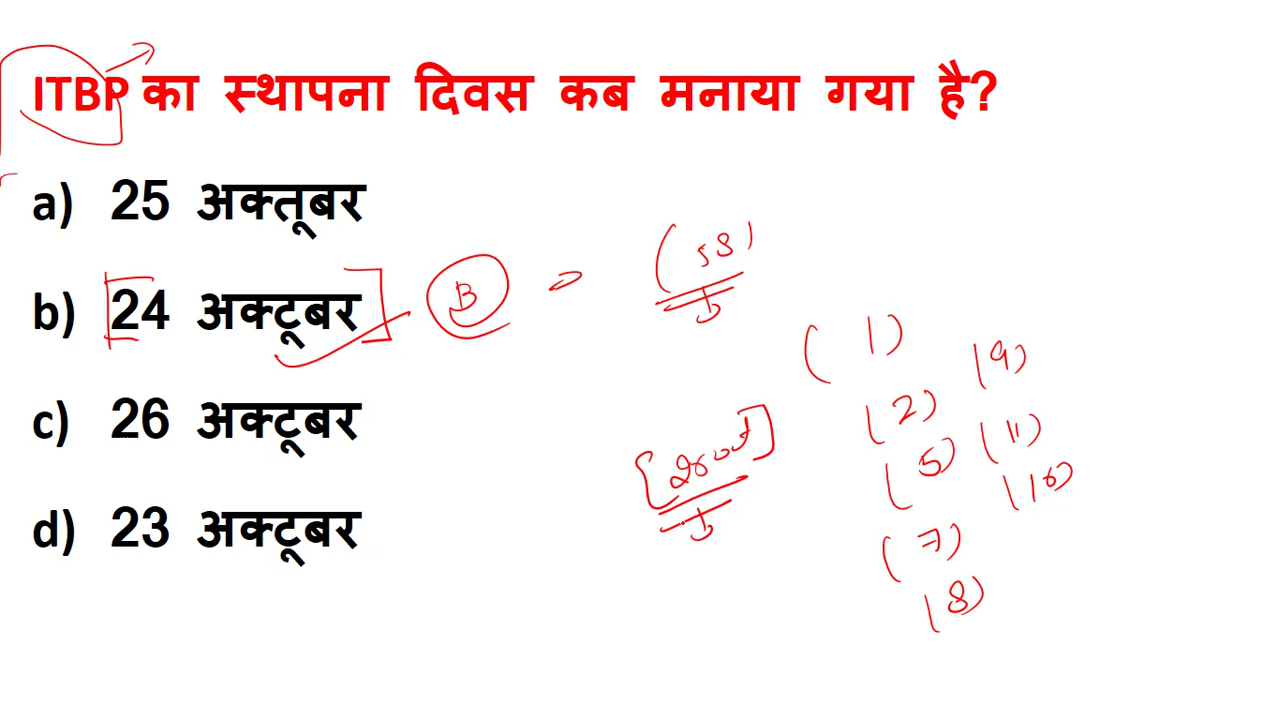 ITBP का स्थापना दिवस कब मनाया गया है?
a) 25 अक्तूबर
b) 24 अक्टूबर
B
(58)
c) 26 अक्टूबर
d) 23 अक्टूबर
(1)
(2)
(5)
(7)
(8)
(9)
(11)